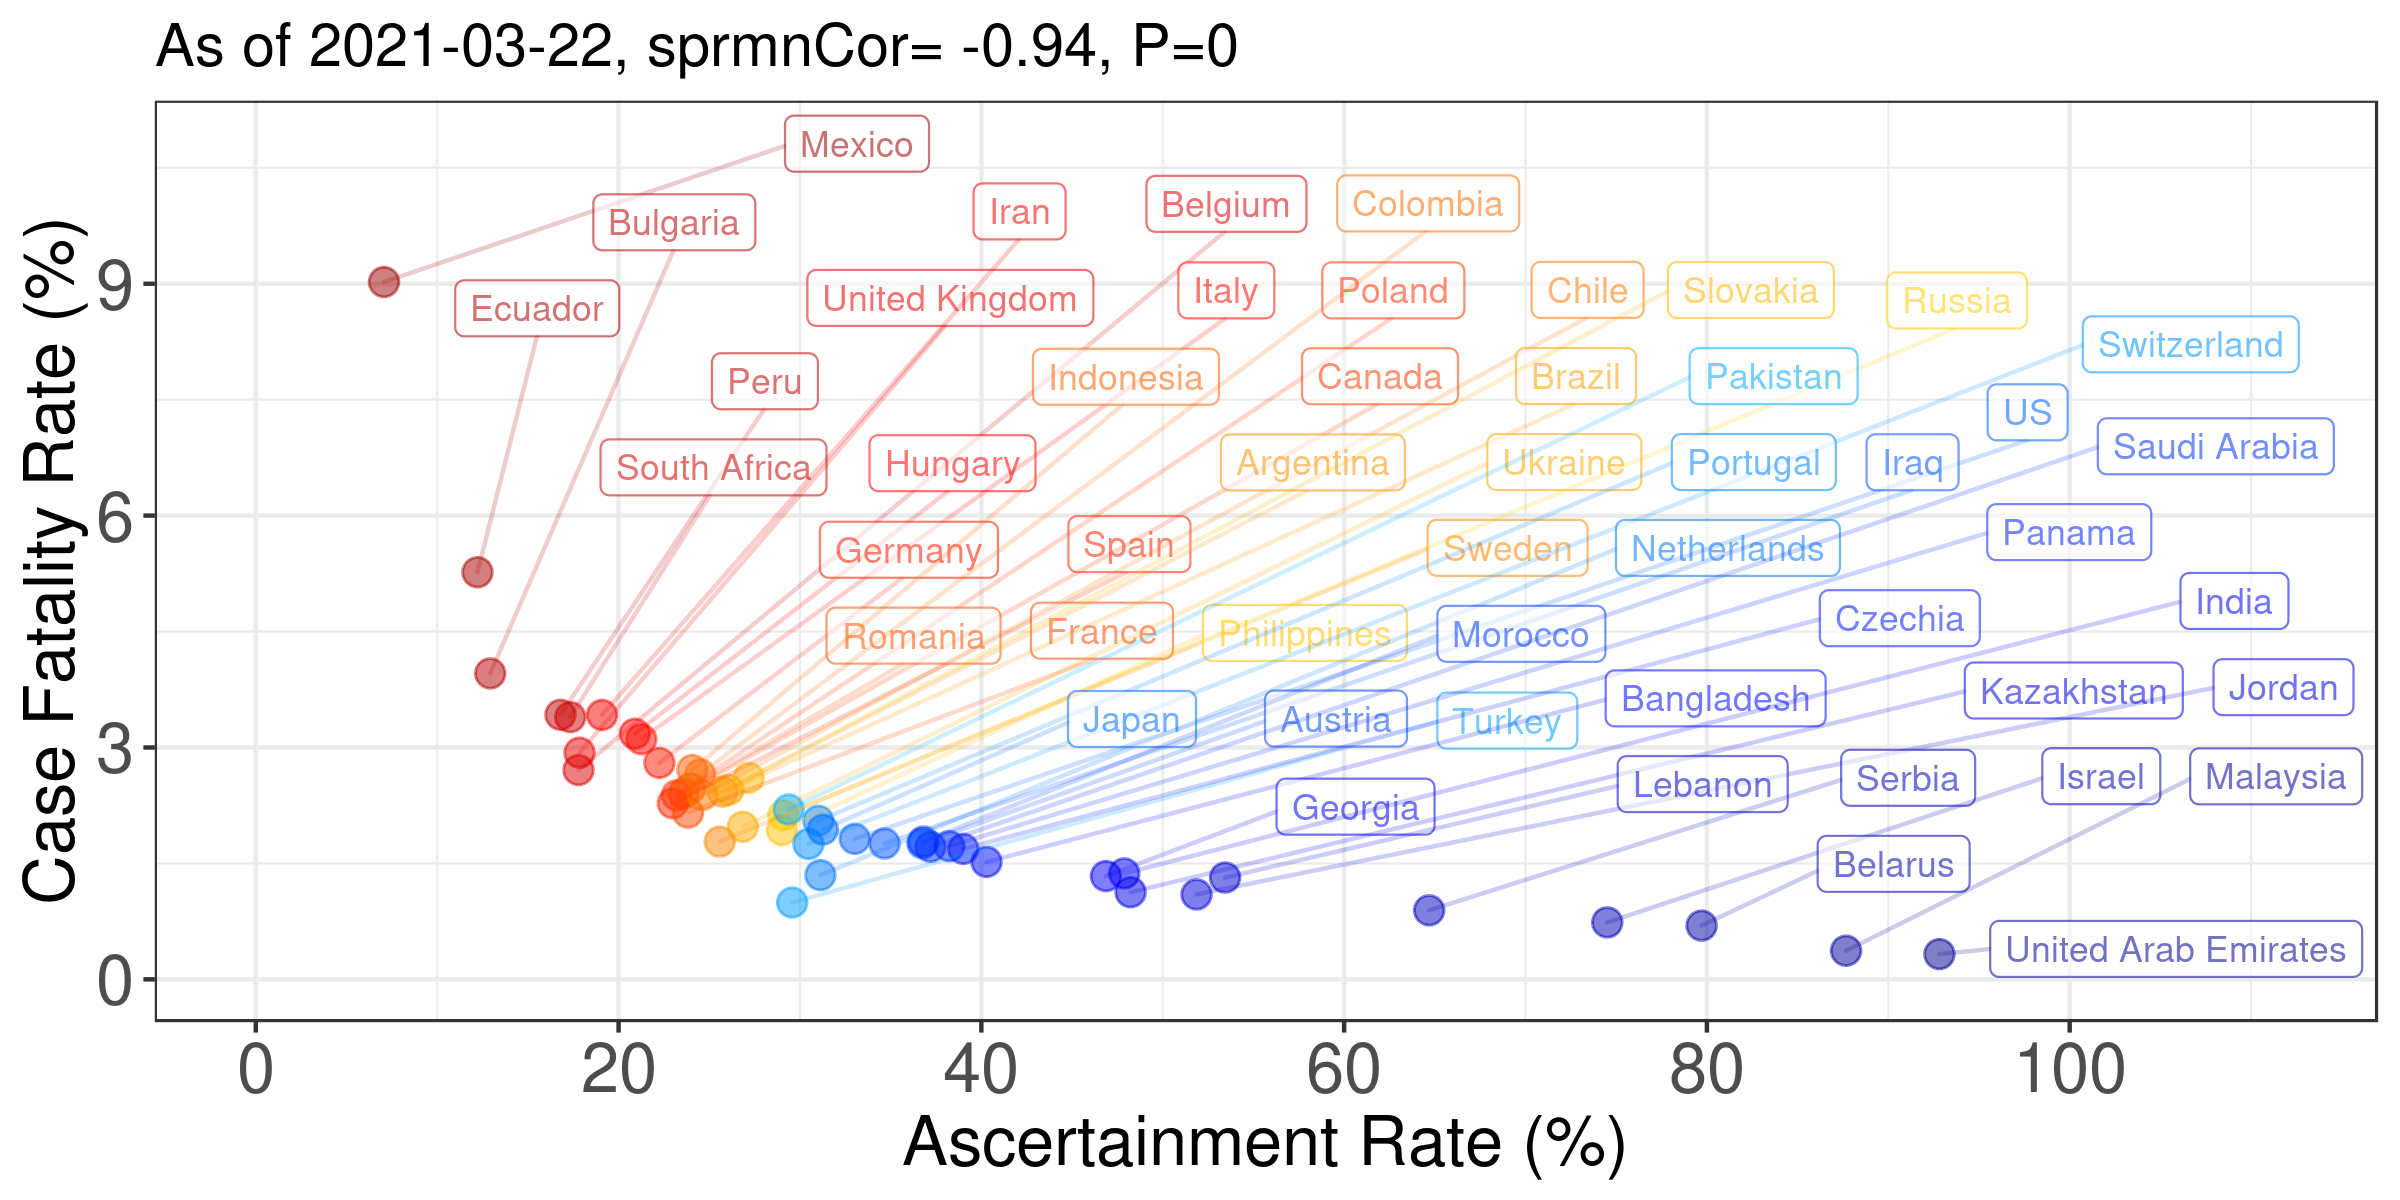 As of 2021-03-22, sprmnCor= -0.94, P=0
Case Fatality Rate (%)
9
6
3
0
Mexico
Bulgaria
Iran
Belgium
Colombia
Ecuador
United Kingdom
Italy
Poland
Chile
Slovakia
Russia
Switzerland
Peru
Indonesia
Canada
Brazil
Pakistan
US
South Africa
Hungary
Argentina
Ukraine
Portugal
Iraq
Saudi Arabia
Germany
Spain
Sweden
Netherlands
Panama
Romania
France
Philippines
Morocco
Czechia
India
Japan
Austria
Turkey
Bangladesh
Kazakhstan
Jordan
Georgia
Lebanon
Serbia
Israel
Malaysia
Belarus
United Arab Emirates
0
20
40
60
80
100
Ascertainment Rate (%)